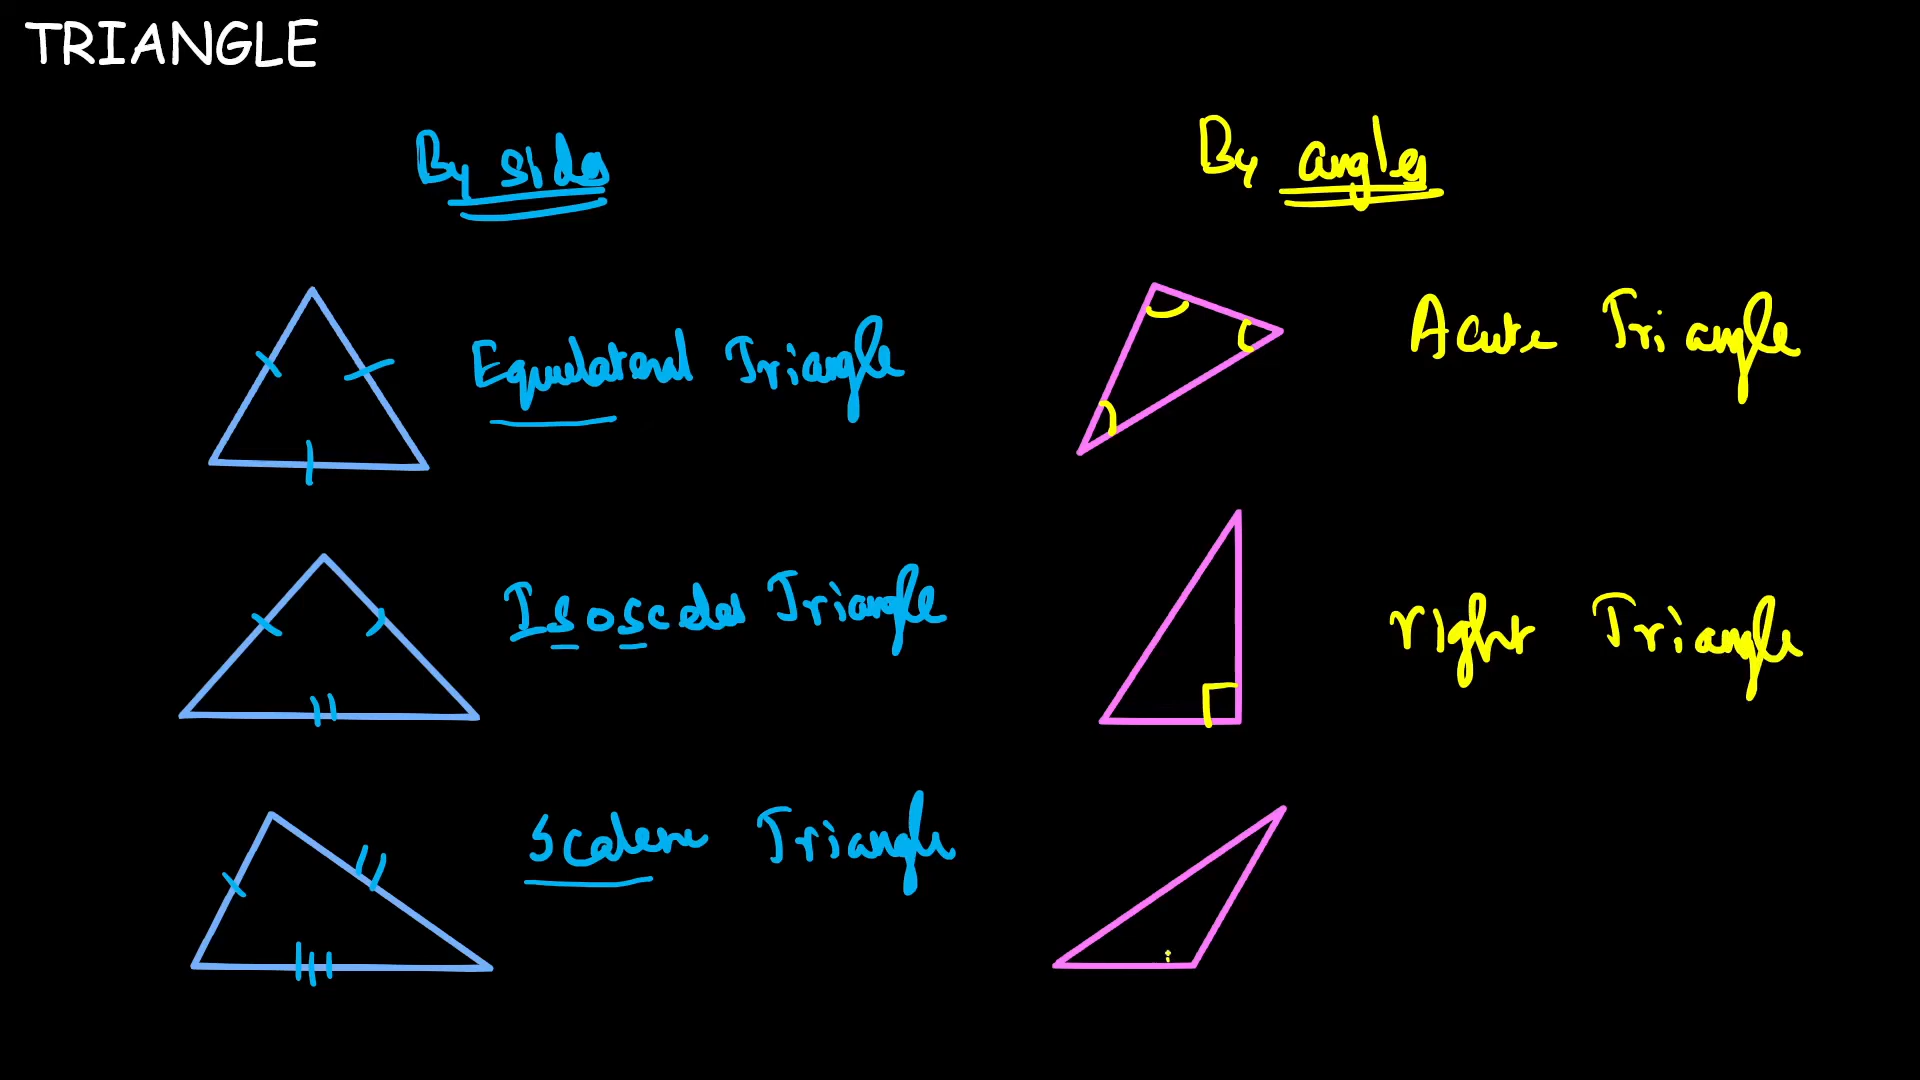 TRIANGLE
By sides
By angles
Equilateral Triangle
Acute Triangle
Isosceles Triangle
right Triangle
Scalene Triangle